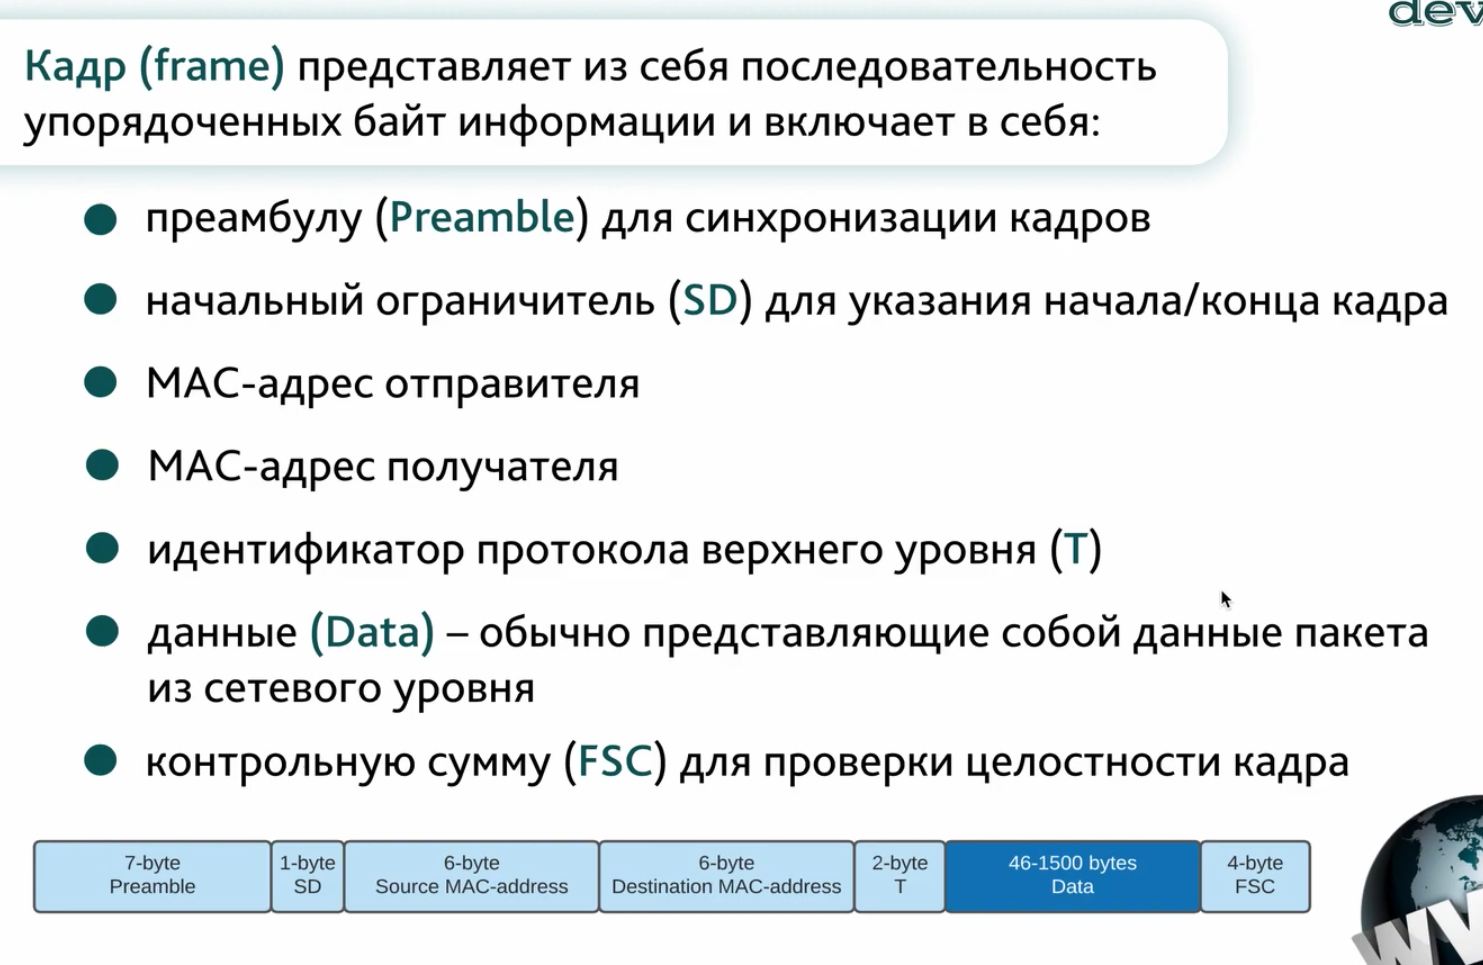 dev
Кадр (frame) представляет из себя последовательность
упорядоченных байт информации и включает в себя:
преамбулу (Preamble) для синхронизации кадров
начальный ограничитель (SD) для указания начала/конца кадра
МАС-адрес отправителя
МАС-адрес получателя
идентификатор протокола верхнего уровня (Т)
данные (Data) – обычно представляющие собой данные пакета
из сетевого уровня
контрольную сумму (FSC) для проверки целостности кадра
7-byte
Preamble
1-byte
SD
6-byte
Source MAC-address
6-byte
Destination MAC-address
2-byte
T
46-1500 bytes
Data
4-byte
FSC